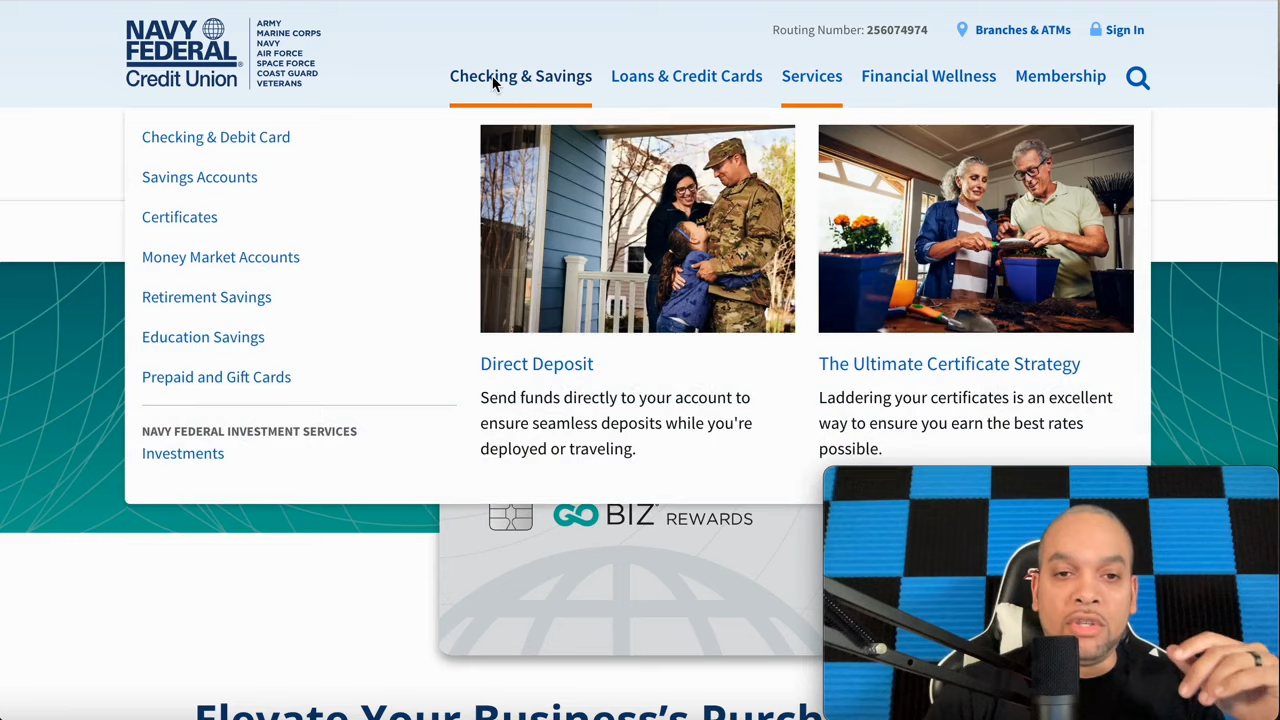 NAVY
FEDERAL
Credit Union
ARMY
MARINE CORPS
NAVY
AIR FORCE
SPACE FORCE
COAST GUARD
VETERANS
Routing Number: 256074974
Branches & ATMs
Sign In
Checking & Savings
Loans & Credit Cards
Services
Financial Wellness
Membership
Checking & Debit Card
Savings Accounts
Certificates
Money Market Accounts
Retirement Savings
Education Savings
Prepaid and Gift Cards
NAVY FEDERAL INVESTMENT SERVICES
Investments
Direct Deposit
Send funds directly to your account to
ensure seamless deposits while you're
deployed or traveling.
The Ultimate Certificate Strategy
Laddering your certificates is an excellent
way to ensure you earn the best rates
possible.
GO BIZ REWARDS
Elevate Your Business's